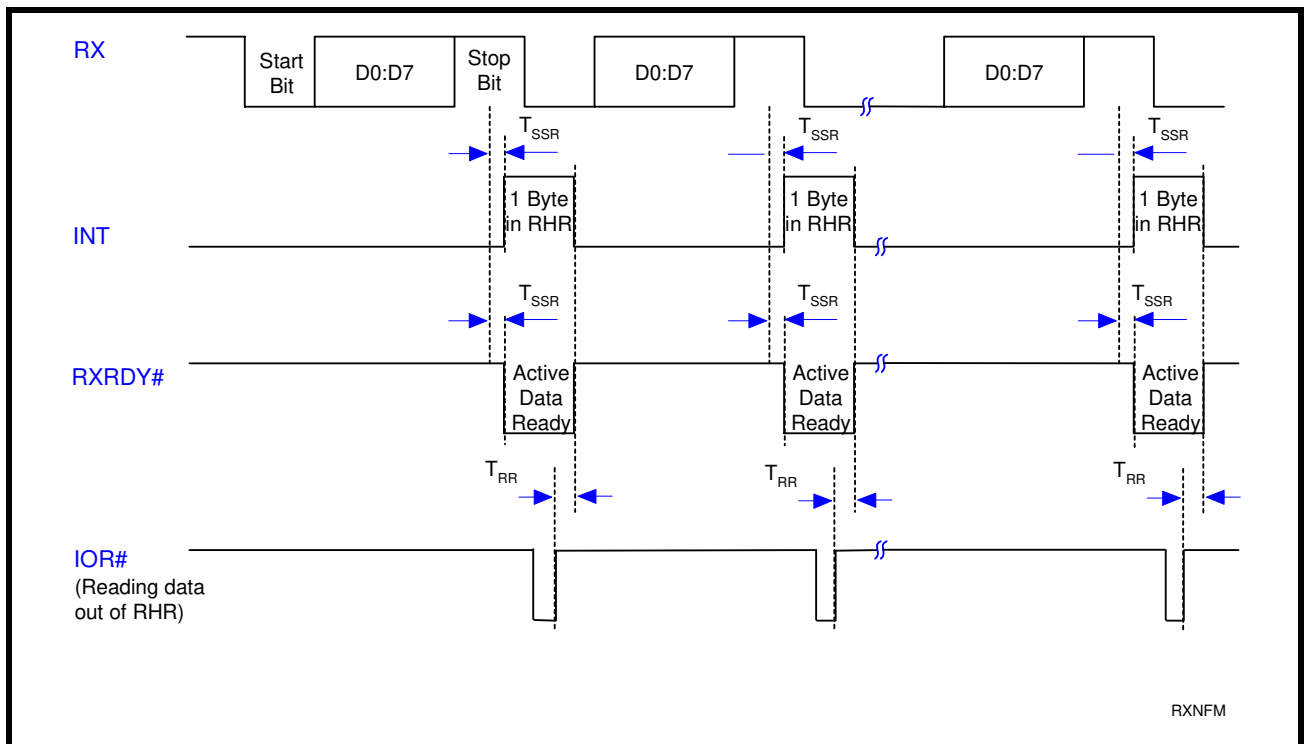 RX
Start
Bit
D0:D7
Stop
Bit
D0:D7
D0:D7
TSSR
TSSR
TSSR
INT
1 Byte
in RHR
1 Byte
in RHR
1 Byte
in RHR
TSSR
TSSR
TSSR
RXRDY#
Active
Data
Ready
Active
Data
Ready
Active
Data
Ready
TRR
TRR
TRR
IOR#
(Reading data
out of RHR)
RXNFM